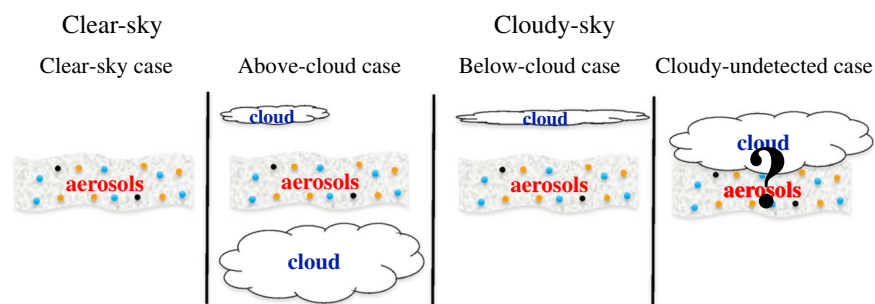 Clear-sky
Cloudy-sky
Clear-sky case
Above-cloud case
Below-cloud case
Cloudy-undetected case
cloud
cloud
cloud
aerosols
aerosols
aerosols
?
aerosols
cloud